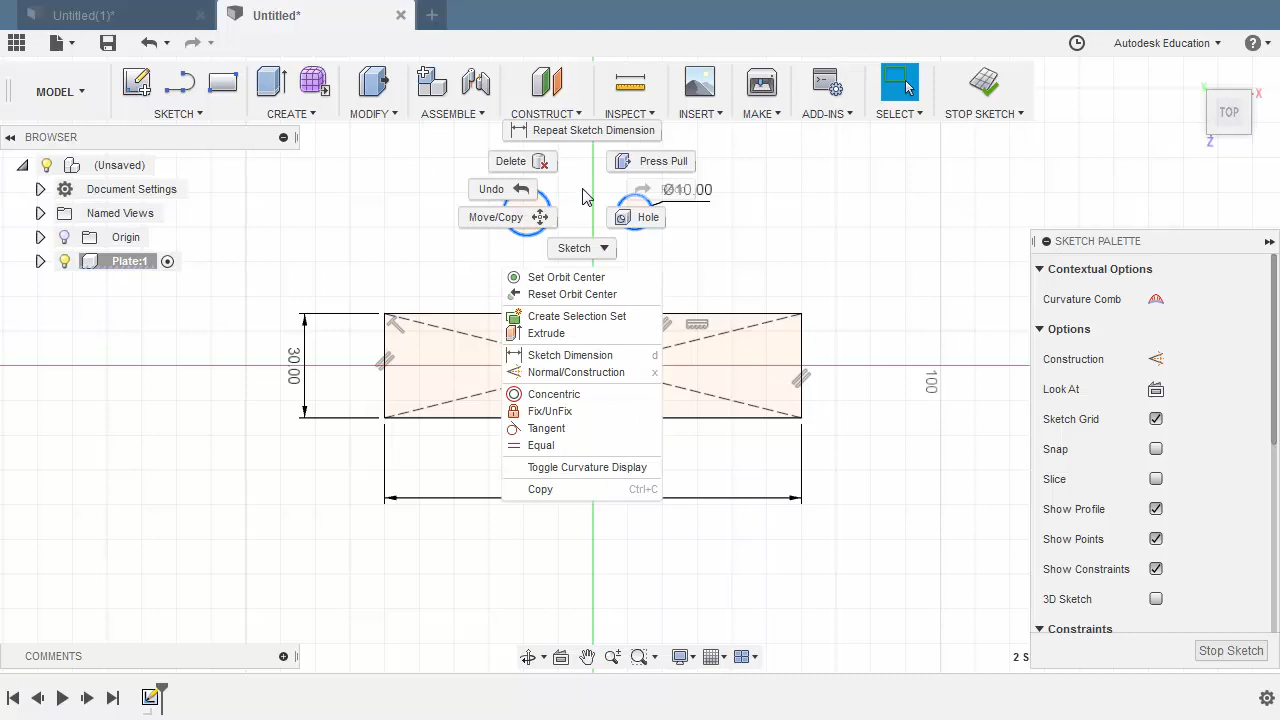 Untitled(1)*
Untitled*
Autodesk Education
MODEL
SKETCH
CREATE
MODIFY
ASSEMBLE
CONSTRUCT
INSPECT
INSERT
MAKE
ADD-INS
SELECT
STOP SKETCH
TOP
X
Y
Z
BROWSER
(Unsaved)
Document Settings
Named Views
Origin
Plate:1
Repeat Sketch Dimension
Delete
Press Pull
Undo
Ø10.00
Move/Copy
Hole
Sketch
Set Orbit Center
Reset Orbit Center
Create Selection Set
Extrude
Sketch Dimension d
Normal/Construction x
Concentric
Fix/UnFix
Tangent
Equal
Toggle Curvature Display
Copy Ctrl+C
30.00
100
SKETCH PALETTE
Contextual Options
Curvature Comb
Options
Construction
Look At
Sketch Grid
Snap
Slice
Show Profile
Show Points
Show Constraints
3D Sketch
Constraints
Stop Sketch
COMMENTS
2 S